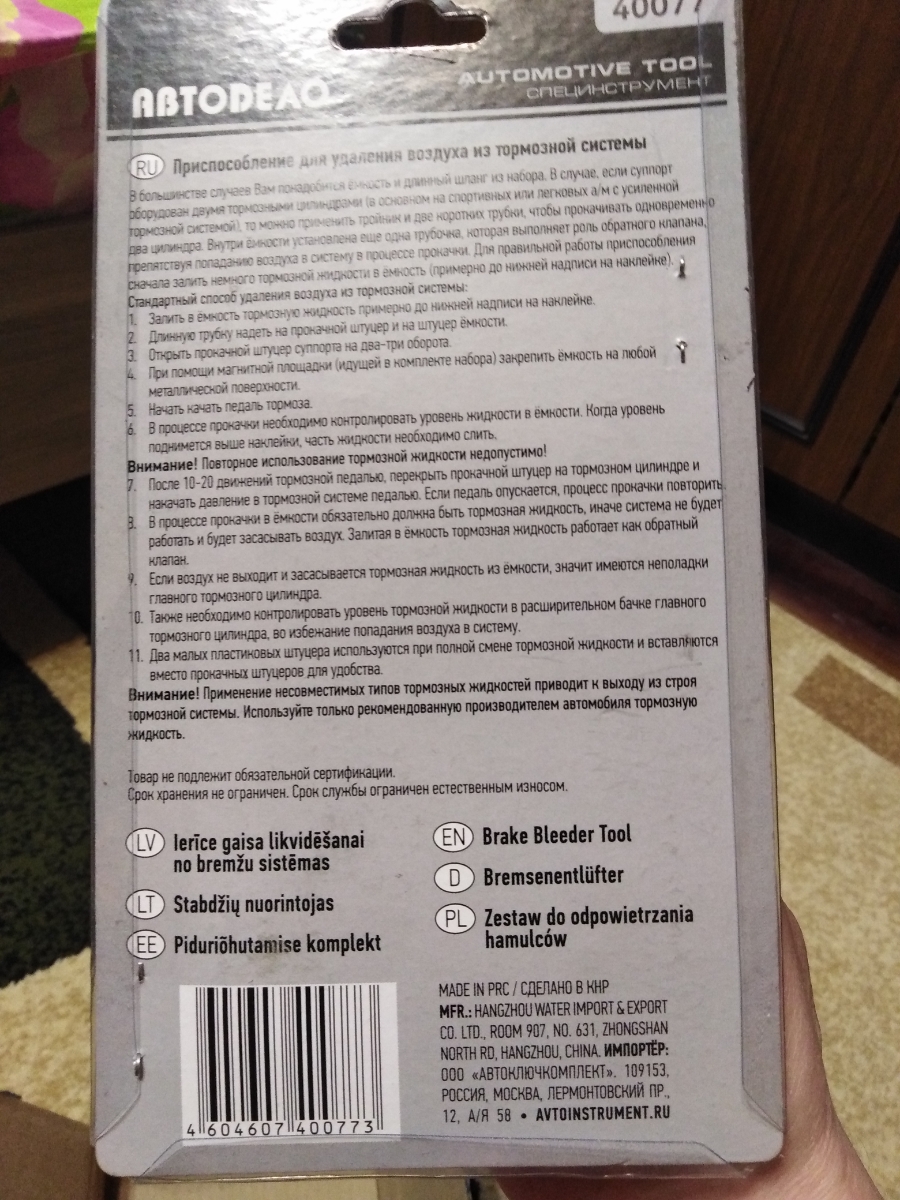 40077
АВТОDЕЛО
AUTOMOTIVE TOOL
СПЕЦИНСТРУМЕНТ
RU Приспособление для удаления воздуха из тормозной системы
В большинстве случаев Вам понадобится ёмкость и длинный шланг из набора. В случае, если суппорт
оборудован двумя тормозными цилиндрами (в основном на спортивных или легковых а/м с усиленной
тормозной системой), то можно применить тройник и две коротких трубки, чтобы прокачивать одновременно
два цилиндра. Внутри ёмкости установлена еще одна трубочка, которая выполняет роль обратного клапана,
препятствуя попаданию воздуха в систему в процессе прокачки. Для правильной работы приспособления
сначала залить немного тормозной жидкости в ёмкость (примерно до нижней надписи на наклейке).
Стандартный способ удаления воздуха из тормозной системы:
1. Залить в ёмкость тормозную жидкость примерно до нижней надписи на наклейке.
2. Длинную трубку надеть на прокачной штуцер и на штуцер ёмкости.
3. Открыть прокачной штуцер суппорта на два-три оборота.
4. При помощи магнитной площадки (идущей в комплекте набора) закрепить ёмкость на любой
металлической поверхности.
5. Начать качать педаль тормоза.
6. В процессе прокачки необходимо контролировать уровень жидкости в ёмкости. Когда уровень
поднимется выше наклейки, часть жидкости необходимо слить.
Внимание! Повторное использование тормозной жидкости недопустимо!
7. После 10-20 движений тормозной педалью, перекрыть прокачной штуцер на тормозном цилиндре и
накачать давление в тормозной системе педалью. Если педаль опускается, процесс прокачки повторить.
8. В процессе прокачки в ёмкости обязательно должна быть тормозная жидкость, иначе система не будет
работать и будет засасывать воздух. Залитая в ёмкость тормозная жидкость работает как обратный
клапан.
9. Если воздух не выходит и засасывается тормозная жидкость из ёмкости, значит имеются неполадки
главного тормозного цилиндра.
10. Также необходимо контролировать уровень тормозной жидкости в расширительном бачке главного
тормозного цилиндра, во избежание попадания воздуха в систему.
11. Два малых пластиковых штуцера используются при полной смене тормозной жидкости и вставляются
вместо прокачных штуцеров для удобства.
Внимание! Применение несовместимых типов тормозных жидкостей приводит к выходу из строя
тормозной системы. Используйте только рекомендованную производителем автомобиля тормозную
жидкость.
Товар не подлежит обязательной сертификации.
Срок хранения не ограничен. Срок службы ограничен естественным износом.
LV Ierīce gaisa likvidēšanai
no bremžu sistēmas
LT Stabdžių nuorintojas
EE Piduriõhutamise komplekt
EN Brake Bleeder Tool
D Bremsenentlüfter
PL Zestaw do odpowietrzania
hamulców
4 604607 400773
MADE IN PRC / СДЕЛАНО В КНР
MFR.: HANGZHOU WATER IMPORT & EXPORT
CO. LTD., ROOM 907, NO. 631, ZHONGSHAN
NORTH RD, HANGZHOU, CHINA. ИМПОРТЁР:
ООО «АВТОКЛЮЧКОМПЛЕКТ». 109153,
РОССИЯ, МОСКВА, ЛЕРМОНТОВСКИЙ ПР.,
12, А/Я 58 • AVTOINSTRUMENT.RU